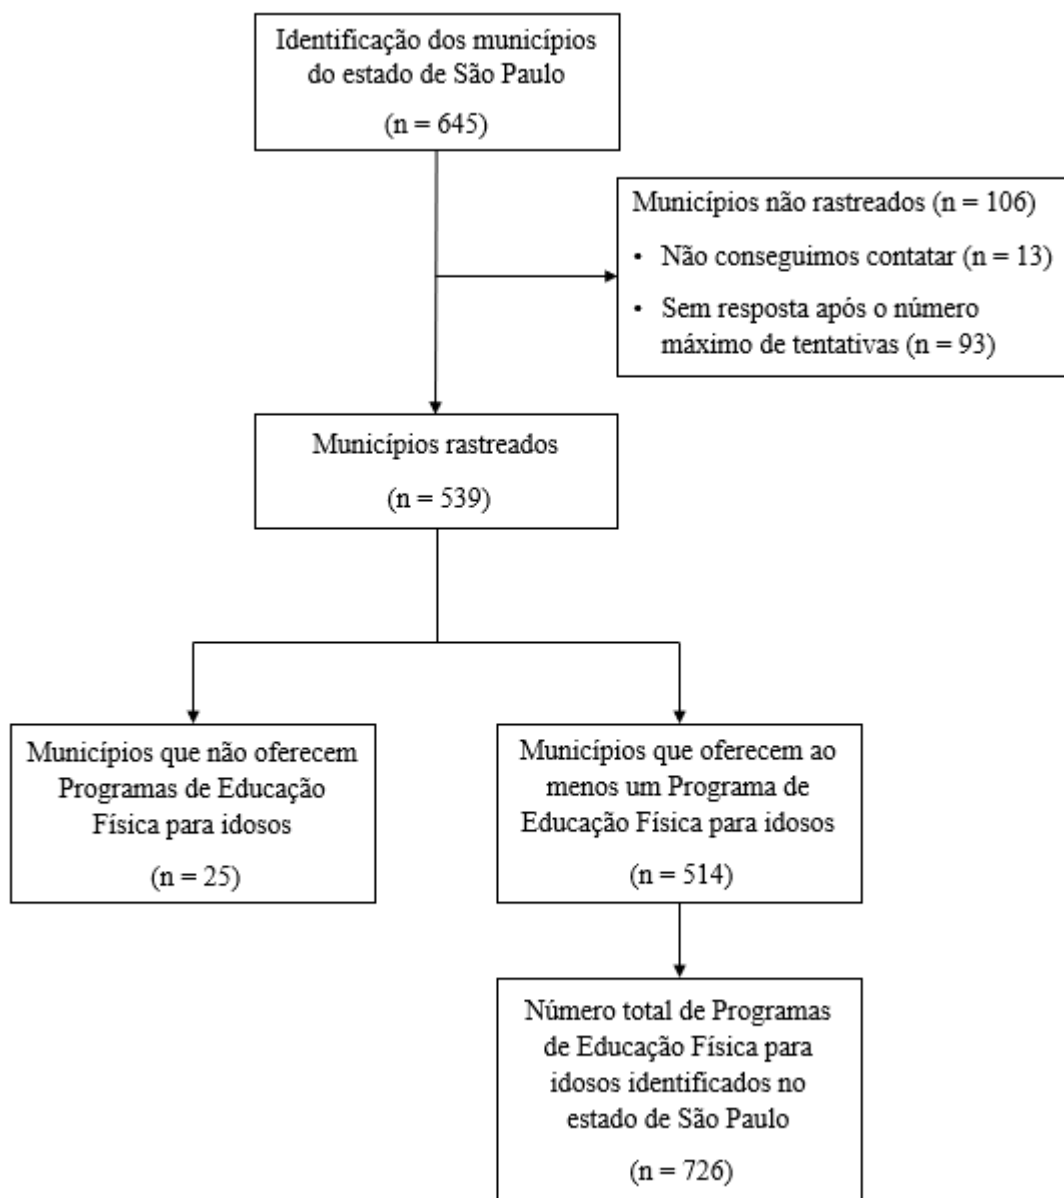 Identificação dos municípios
do estado de São Paulo
(n = 645)
Municípios não rastreados (n = 106)
• Não conseguimos contatar (n = 13)
• Sem resposta após o número
máximo de tentativas (n = 93)
Municípios rastreados
(n = 539)
Municípios que não oferecem
Programas de Educação
Física para idosos
(n = 25)
Municípios que oferecem ao
menos um Programa de
Educação Física para idosos
(n = 514)
Número total de Programas
de Educação Física para
idosos identificados no
estado de São Paulo
(n = 726)